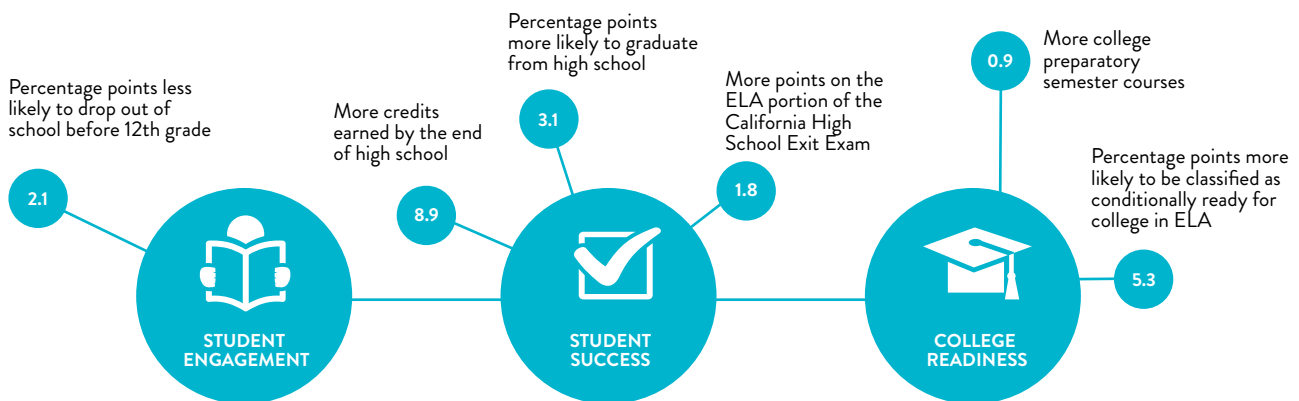 Percentage points less
likely to drop out of
school before 12th grade
2.1
STUDENT
ENGAGEMENT
More credits
earned by the end
of high school
8.9
Percentage points
more likely to graduate
from high school
3.1
More points on the
ELA portion of the
California High
School Exit Exam
1.8
STUDENT
SUCCESS
0.9
More college
preparatory
semester courses
Percentage points more
likely to be classified as
conditionally ready for
college in ELA
5.3
COLLEGE
READINESS